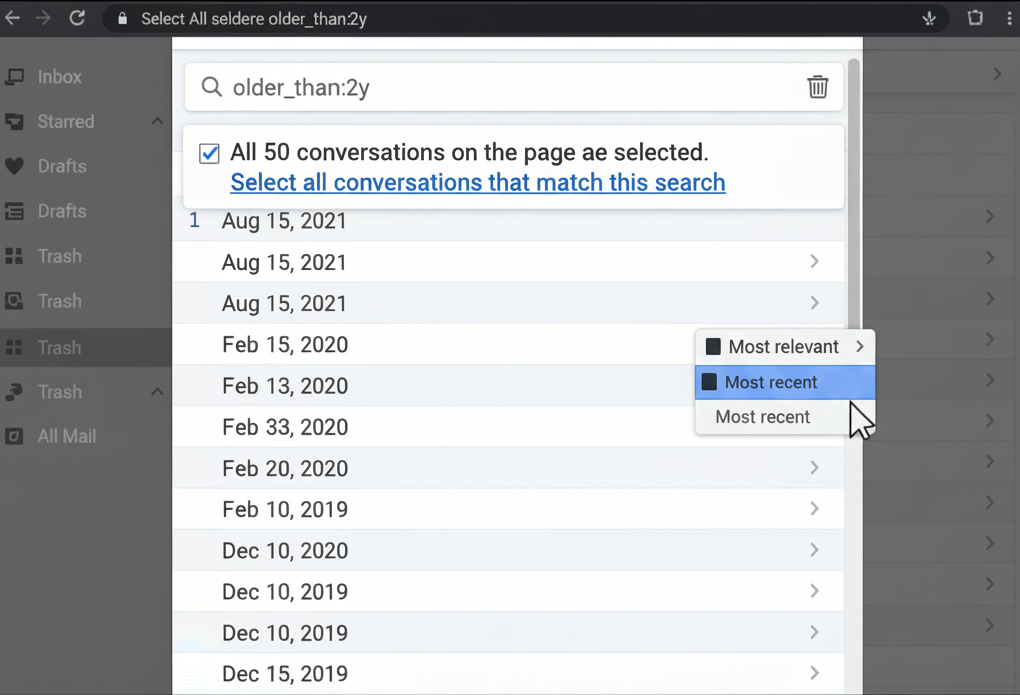 Select All seldere older_than:2y
Inbox
Starred
Drafts
Drafts
Trash
Trash
Trash
Trash
All Mail
older_than:2y
All 50 conversations on the page ae selected.
Select all conversations that match this search
1 Aug 15, 2021
Aug 15, 2021
Aug 15, 2021
Feb 15, 2020
Feb 13, 2020
Feb 33, 2020
Feb 20, 2020
Feb 10, 2019
Dec 10, 2020
Dec 10, 2019
Dec 10, 2019
Dec 15, 2019
Most relevant
Most recent
Most recent